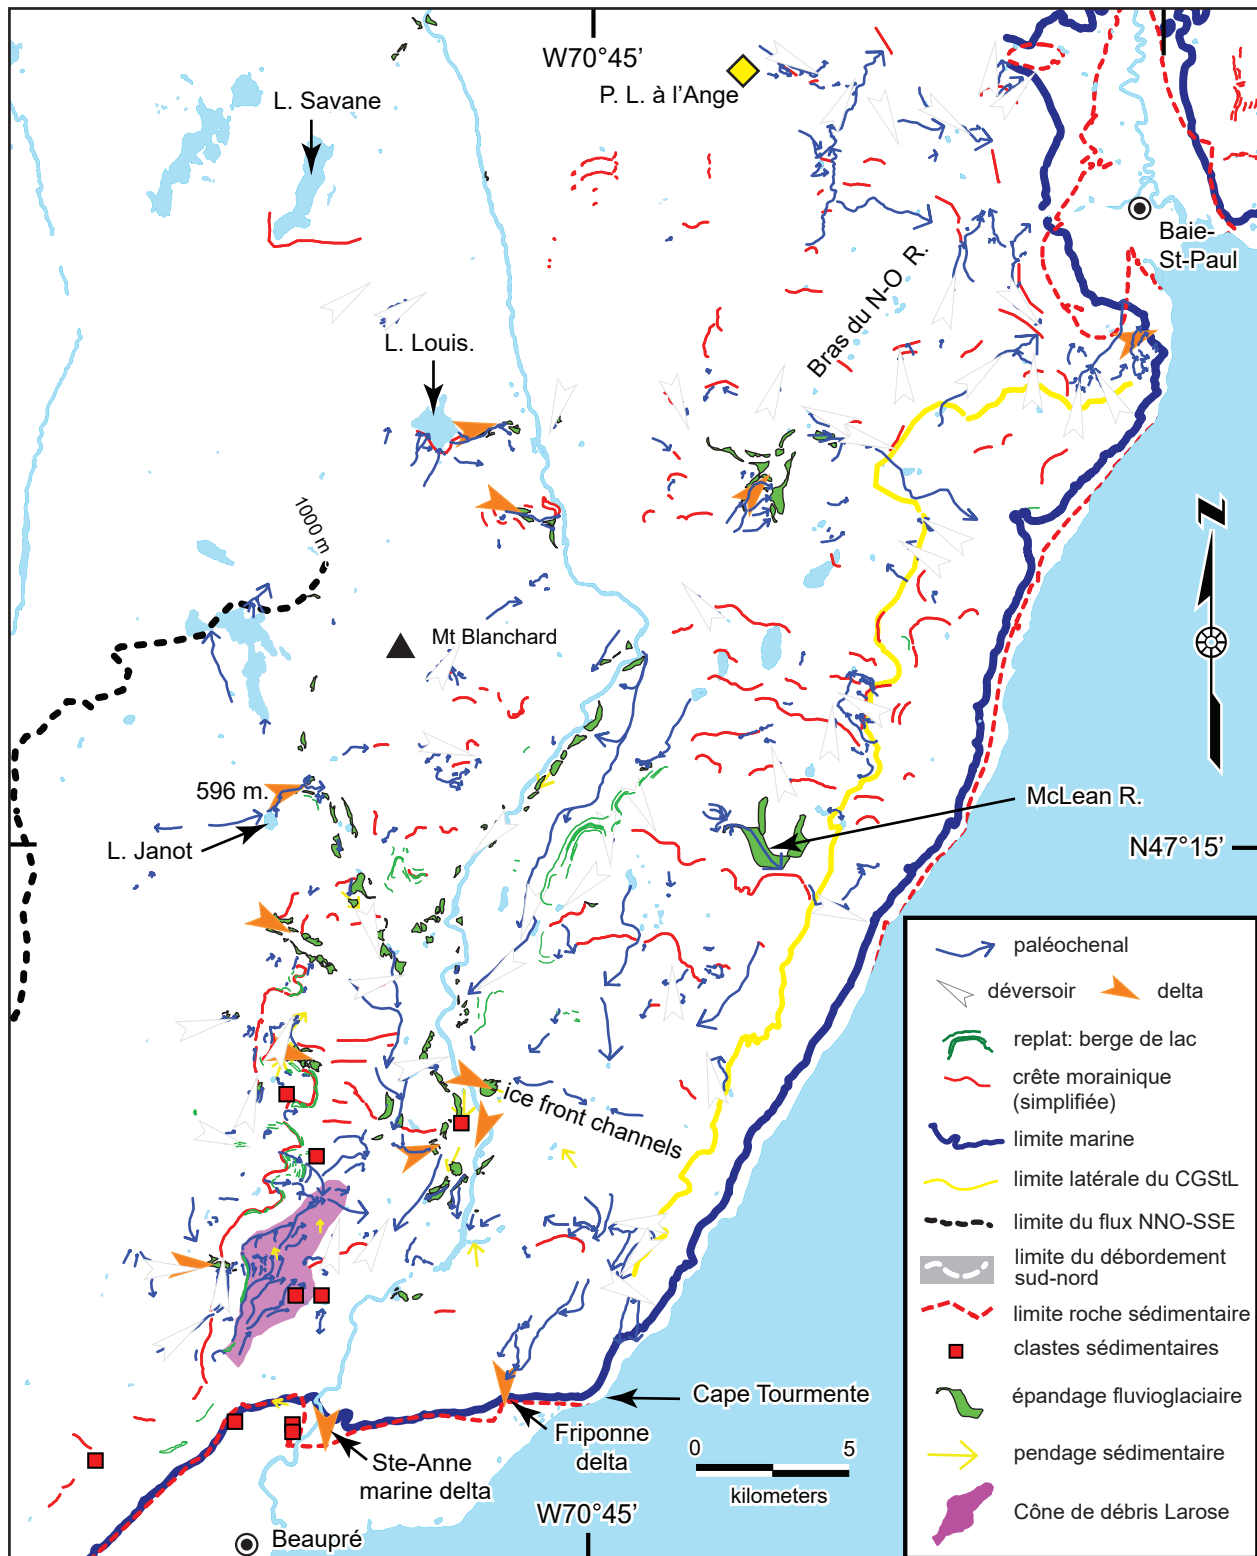 W70°45'
P. L. à l'Ange
L. Savane
Baie-
St-Paul
Bras du N-O R.
L. Louis.
1000 m
N
Mt Blanchard
596 m.
McLean R.
L. Janot
N47°15'
ice front channels
paléochenal
déversoir
delta
replat: berge de lac
crête morainique
(simplifiée)
limite marine
limite latérale du CGStL
limite du flux NNO-SSE
limite du débordement
sud-nord
limite roche sédimentaire
clastes sédimentaires
épandage fluvioglaciaire
pendage sédimentaire
Cône de débris Larose
Cape Tourmente
Friponne
delta
Ste-Anne
marine delta
0
5
kilometers
W70°45'
Beaupré